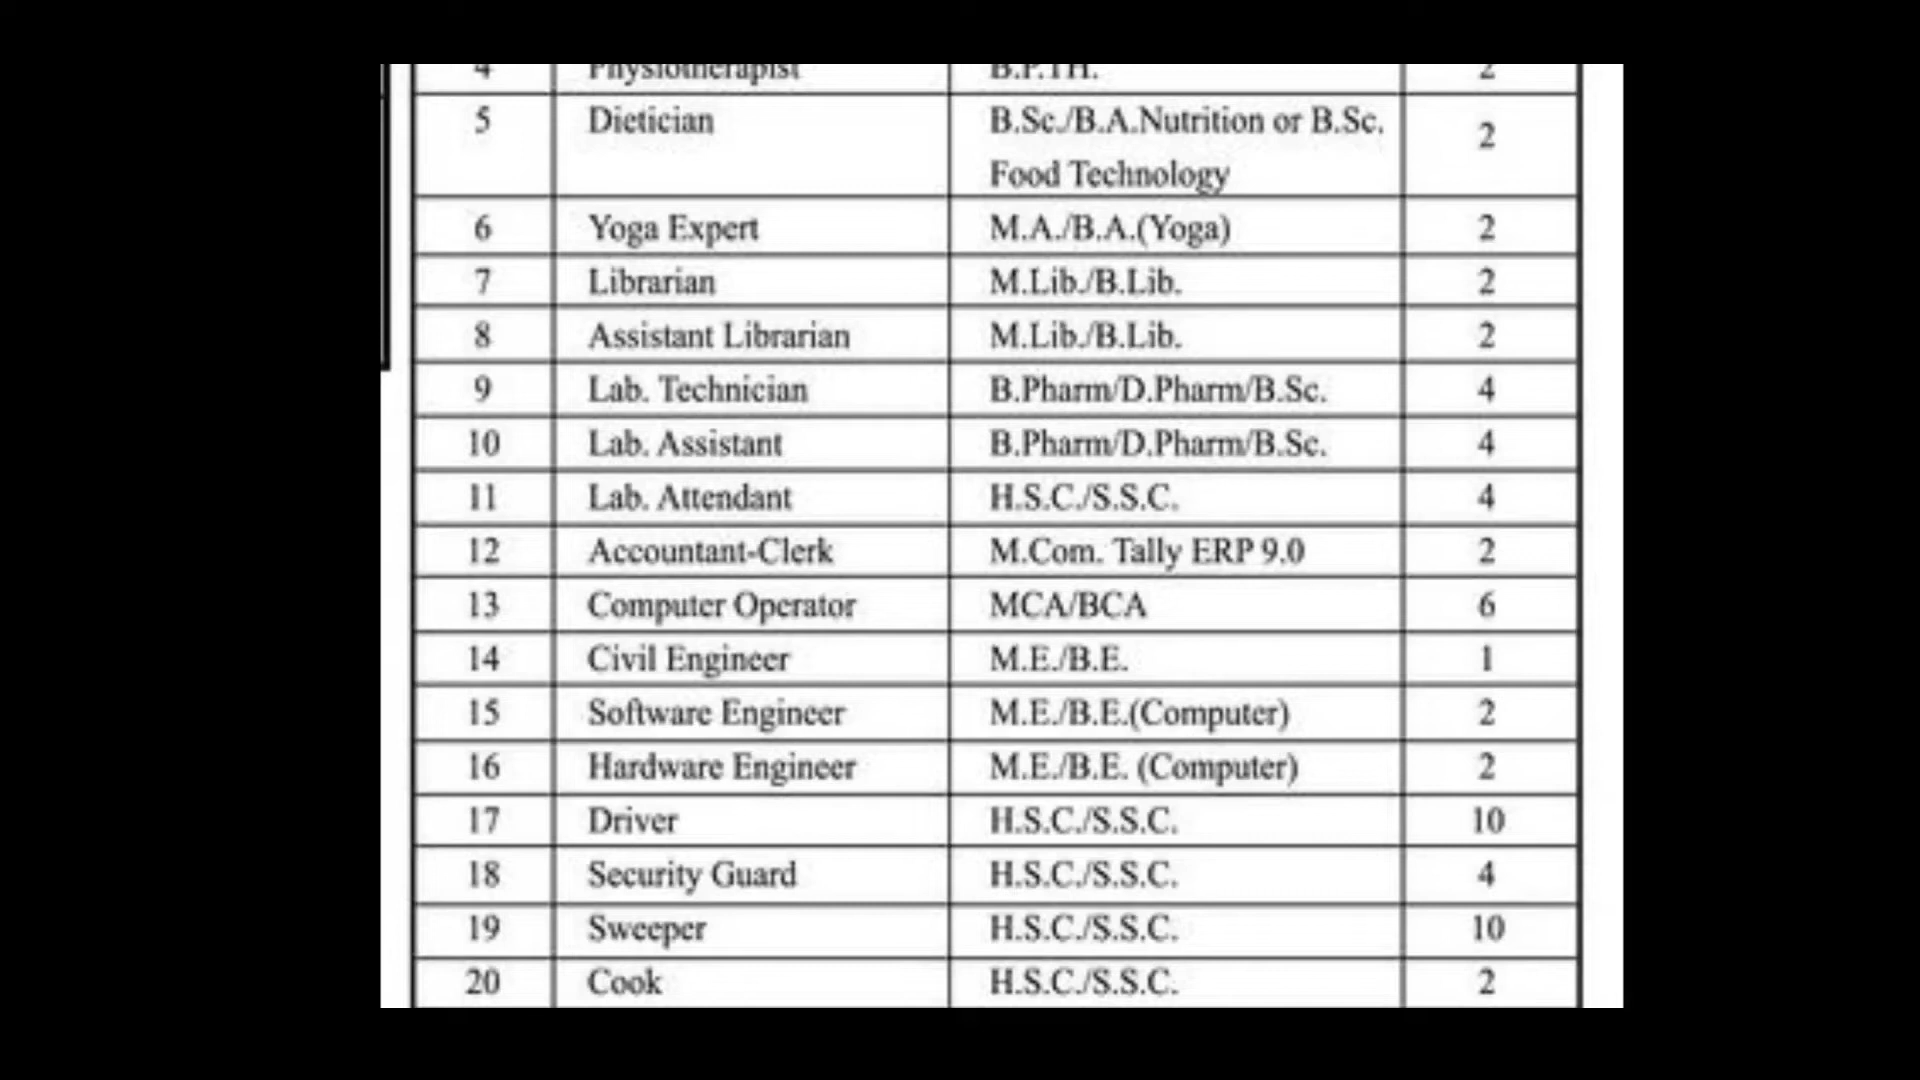 4 Physiotherapist B.P.TH. 2
5 Dietician B.Sc./B.A.Nutrition or B.Sc. 2
Food Technology
6 Yoga Expert M.A./B.A.(Yoga) 2
7 Librarian M.Lib./B.Lib. 2
8 Assistant Librarian M.Lib./B.Lib. 2
9 Lab. Technician B.Pharm/D.Pharm/B.Sc. 4
10 Lab. Assistant B.Pharm/D.Pharm/B.Sc. 4
11 Lab. Attendant H.S.C./S.S.C. 4
12 Accountant-Clerk M.Com. Tally ERP 9.0 2
13 Computer Operator MCA/BCA 6
14 Civil Engineer M.E./B.E. 1
15 Software Engineer M.E./B.E.(Computer) 2
16 Hardware Engineer M.E./B.E. (Computer) 2
17 Driver H.S.C./S.S.C. 10
18 Security Guard H.S.C./S.S.C. 4
19 Sweeper H.S.C./S.S.C. 10
20 Cook H.S.C./S.S.C. 2